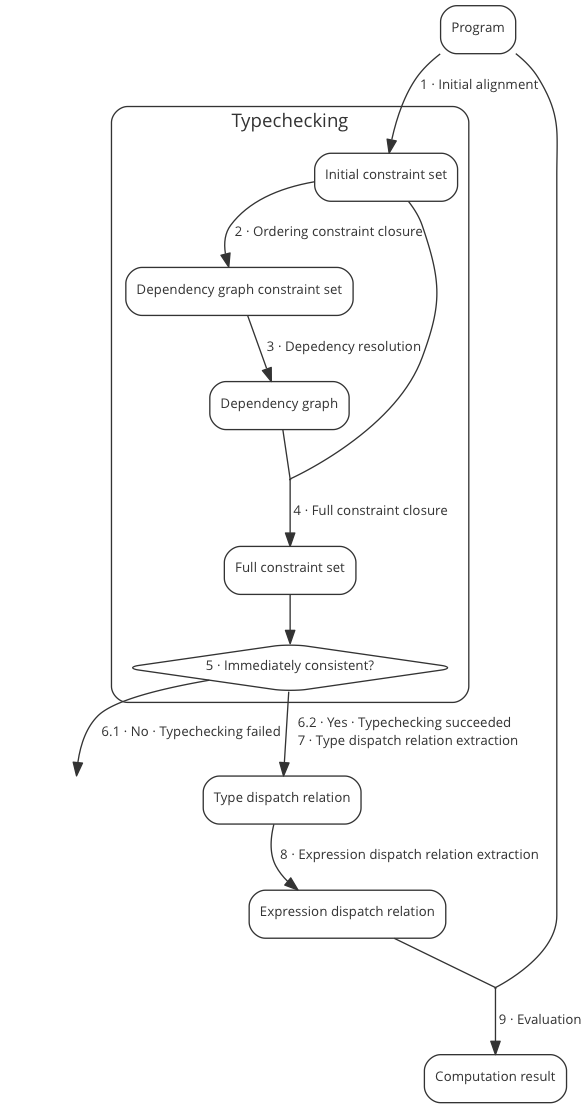 Program
1 · Initial alignment
Typechecking
Initial constraint set
2 · Ordering constraint closure
Dependency graph constraint set
3 · Depedency resolution
Dependency graph
4 · Full constraint closure
Full constraint set
5 · Immediately consistent?
6.1 · No · Typechecking failed
6.2 · Yes · Typechecking succeeded
7 · Type dispatch relation extraction
Type dispatch relation
8 · Expression dispatch relation extraction
Expression dispatch relation
9 · Evaluation
Computation result